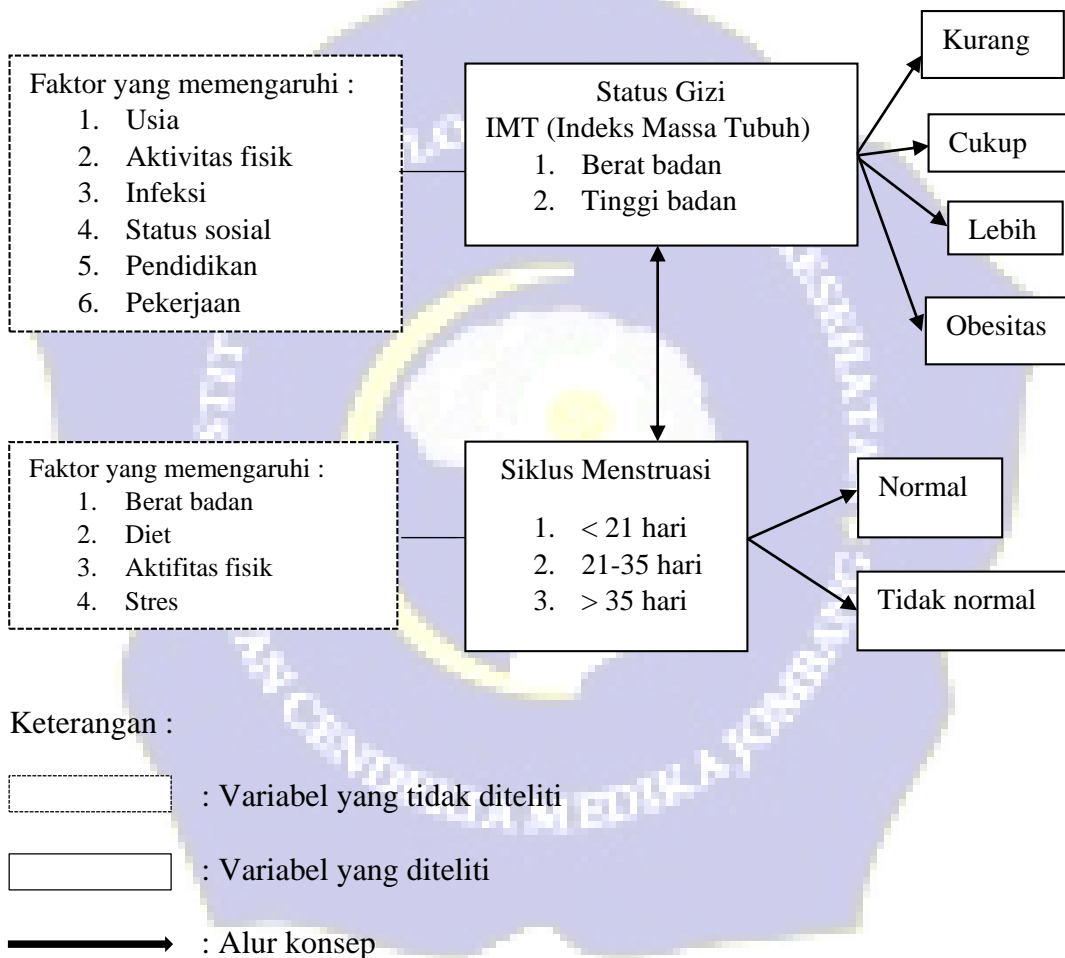 Faktor yang memengaruhi :
1. Usia
2. Aktivitas fisik
3. Infeksi
4. Status sosial
5. Pendidikan
6. Pekerjaan
Status Gizi
IMT (Indeks Massa Tubuh)
1. Berat badan
2. Tinggi badan
Kurang
Cukup
Lebih
Obesitas
Faktor yang memengaruhi :
1. Berat badan
2. Diet
3. Aktifitas fisik
4. Stres
Siklus Menstruasi
1. < 21 hari
2. 21-35 hari
3. > 35 hari
Normal
Tidak normal
Keterangan :
: Variabel yang tidak diteliti
: Variabel yang diteliti
: Alur konsep
MEDIKA JOMBANG